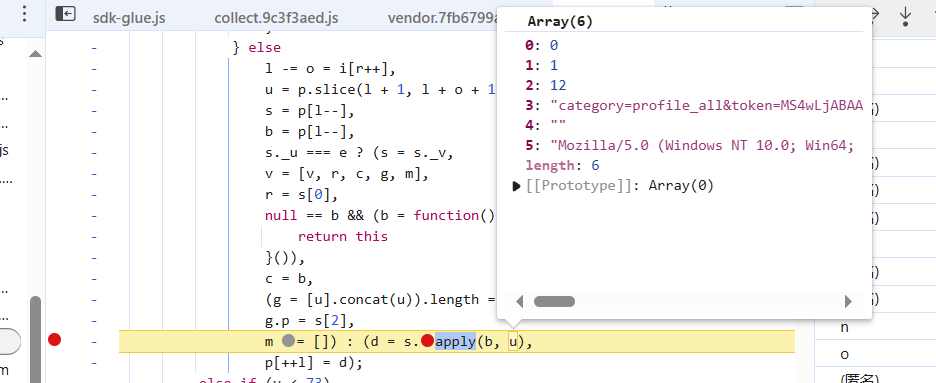 sdk-glue.js collect.9c3f3aed.js vendor.7fb6799a
Array(6)
0: 0
1: 1
2: 12
3: "category=profile_all&token=MS4wLjABAA
4: ""
5: "Mozilla/5.0 (Windows NT 10.0; Win64;
length: 6
[[Prototype]]: Array(0)
- } else
- l -= o = i[r++],
- u = p.slice(l + 1, l + o + 1
- s = p[l--],
- b = p[l--],
- s._u === e ? (s = s._v,
- v = [v, r, c, g, m],
- r = s[0],
- null == b && (b = function()
- return this
- }()),
- c = b,
- (g = [u].concat(u)).length =
- g.p = s[2],
- m = []) : (d = s.apply(b, u),
- p[++l] = d);
else if (y < 73)
js
m
n
o
(匿名)